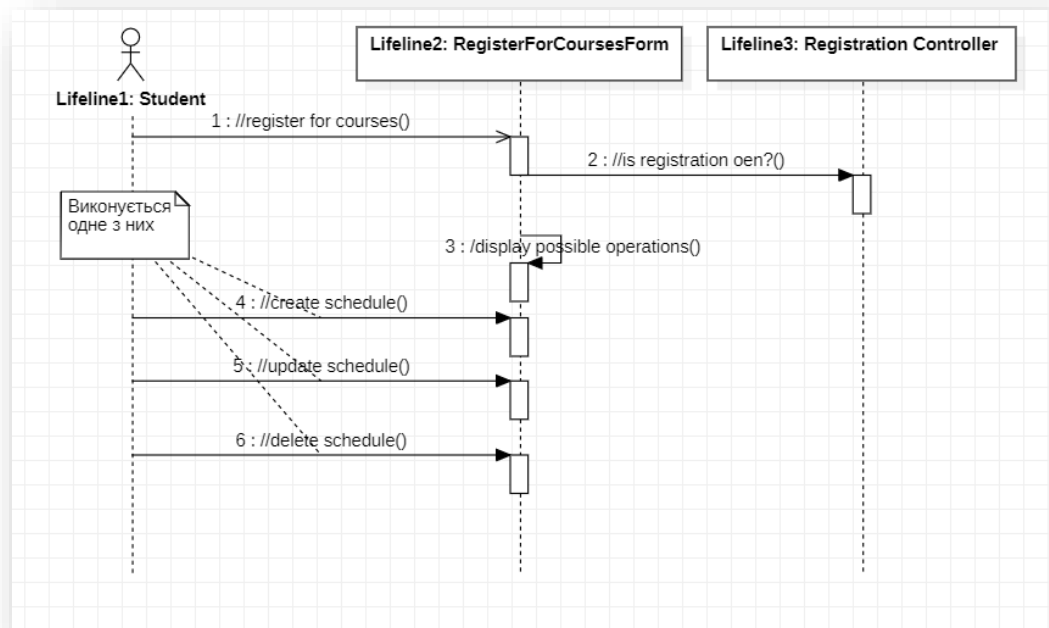 Lifeline2: RegisterForCoursesForm
Lifeline3: Registration Controller
Lifeline1: Student
1 : //register for courses()
2 : //is registration oen?()
Виконується
одне з них
3 : /display possible operations()
4 : //create schedule()
5 : //update schedule()
6 : //delete schedule()